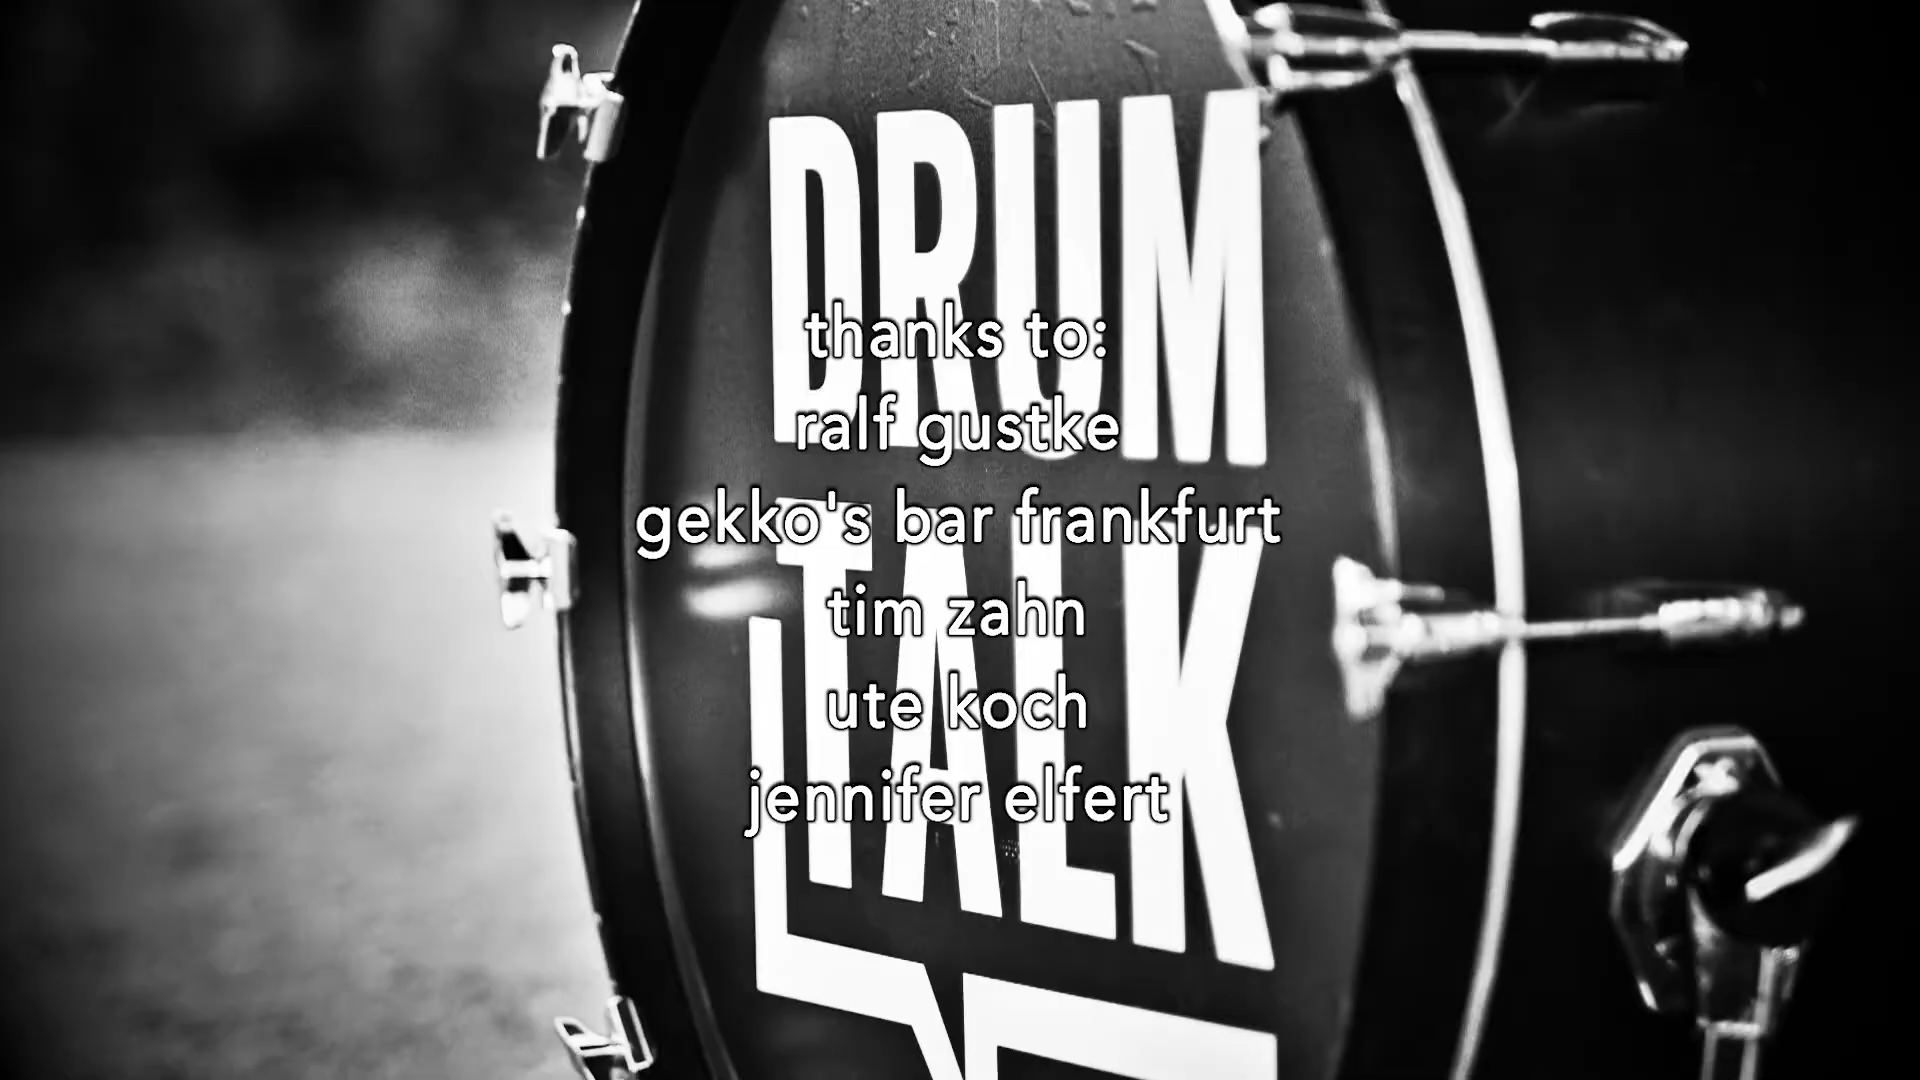 DRUM
TALK
thanks to:
ralf gustke
gekko's bar frankfurt
tim zahn
ute koch
jennifer elfert